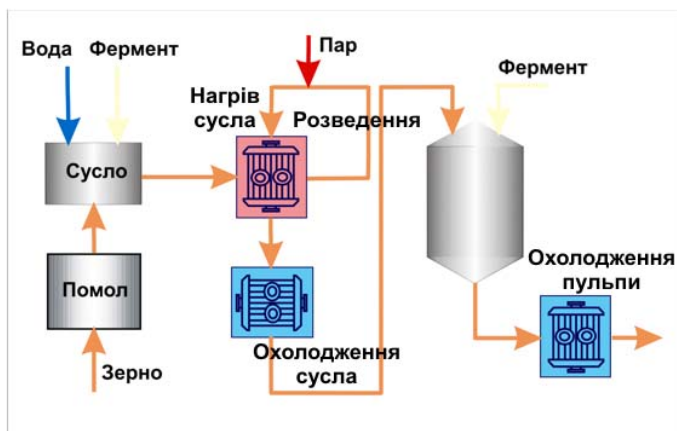 Вода
Фермент
Пар
Фермент
Нагрів
сусла
Розведення
Сусло
Помол
Охолодження
пульпи
Охолодження
сусла
Зерно